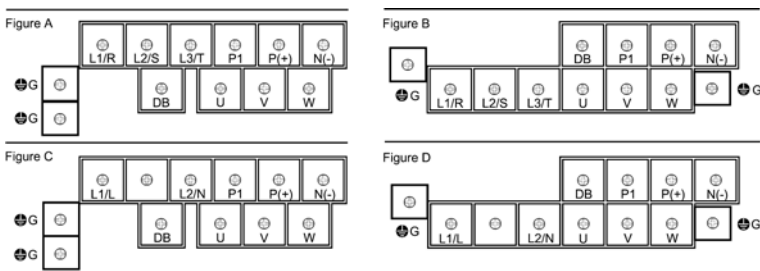 Figure A
L1/R L2/S L3/T P1 P(+) N(-)
G
DB U V W
G
Figure B
DB P1 P(+) N(-)
G L1/R L2/S L3/T U V W G
Figure C
L1/L L2/N P1 P(+) N(-)
G
DB U V W
G
Figure D
DB P1 P(+) N(-)
G L1/L L2/N U V W G